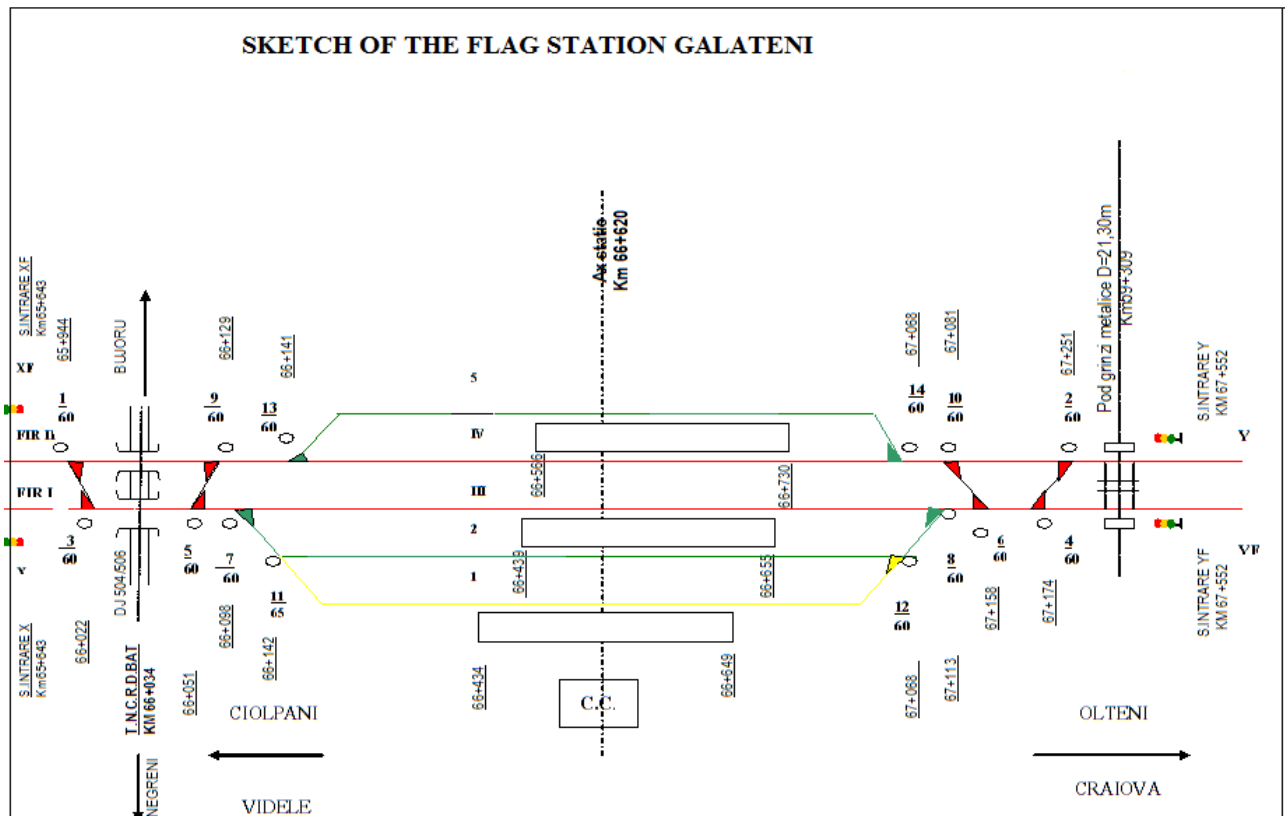 SKETCH OF THE FLAG STATION GALATENI
Ax statie
Km 66+620
Pod grinzi metalice D=21,30m
Km59+309
S.INTRARE XF
Km65+643
65+944
BUJORU
66+129
66+141
67+068
67+081
67+251
S.INTRARE Y
KM 67+552
XF
1
60
9
60
13
60
5
14
60
10
60
2
60
FIR II
IV
Y
66+566
66+730
FIR I
III
3
60
5
60
7
60
2
8
60
6
60
4
60
YF
66+439
66+655
1
11
65
12
60
DJ 504/506
66+098
67+158
67+174
S.INTRARE YF
KM 67+552
S.INTRARE X
Km65+643
66+022
T.N.C.R.D.BAT
KM 66+034
66+051
66+142
66+434
66+649
67+068
67+113
C.C.
CIOLPANI
OLTENI
NEGRENI
VIDELE
CRAIOVA